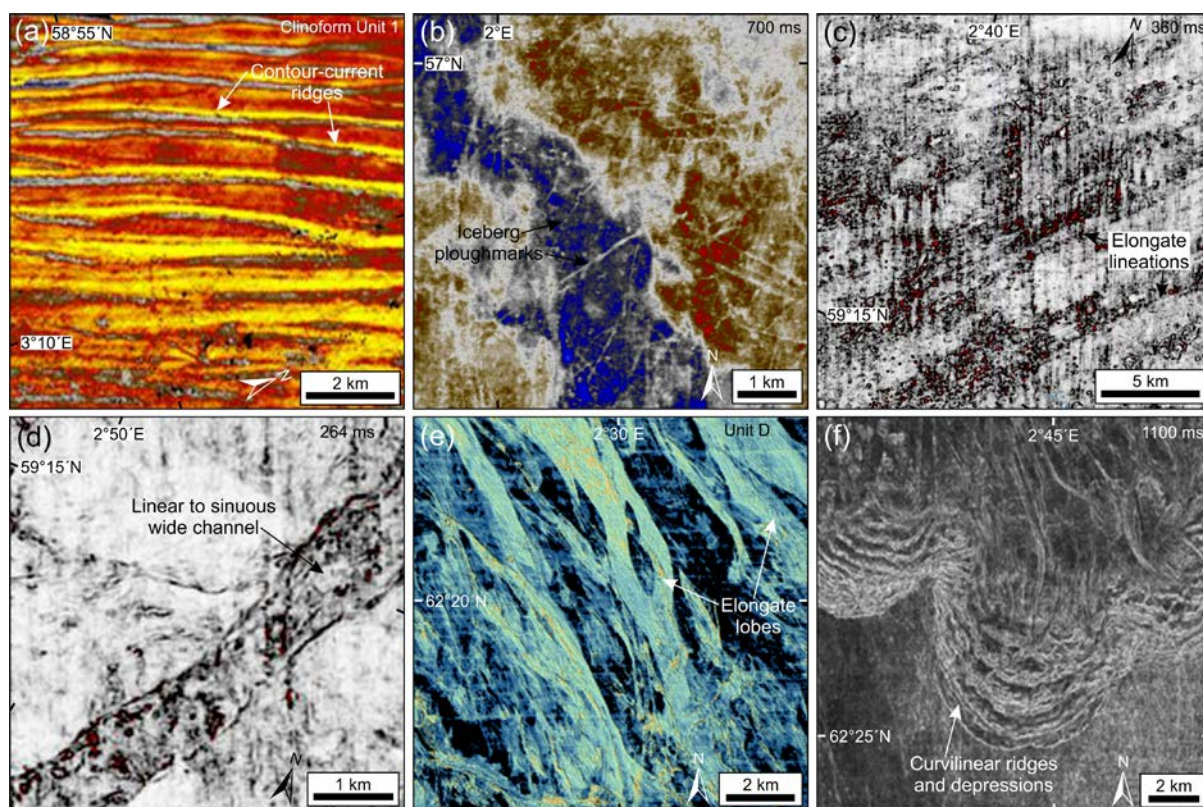 (a)
58°55´N
Clinoform Unit 1
Contour-current
ridges
3°10´E
N
2 km
(b)
2°E
700 ms
57°N
Iceberg
ploughmarks
N
1 km
(c)
2°40´E
N
360 ms
Elongate
lineations
59°15´N
5 km
(d)
2°50´E
264 ms
59°15´N
Linear to sinuous
wide channel
N
1 km
(e)
2°30´E
Unit D
62°20´N
Elongate
lobes
N
2 km
(f)
2°45´E
1100 ms
62°25´N
Curvilinear ridges
and depressions
N
2 km